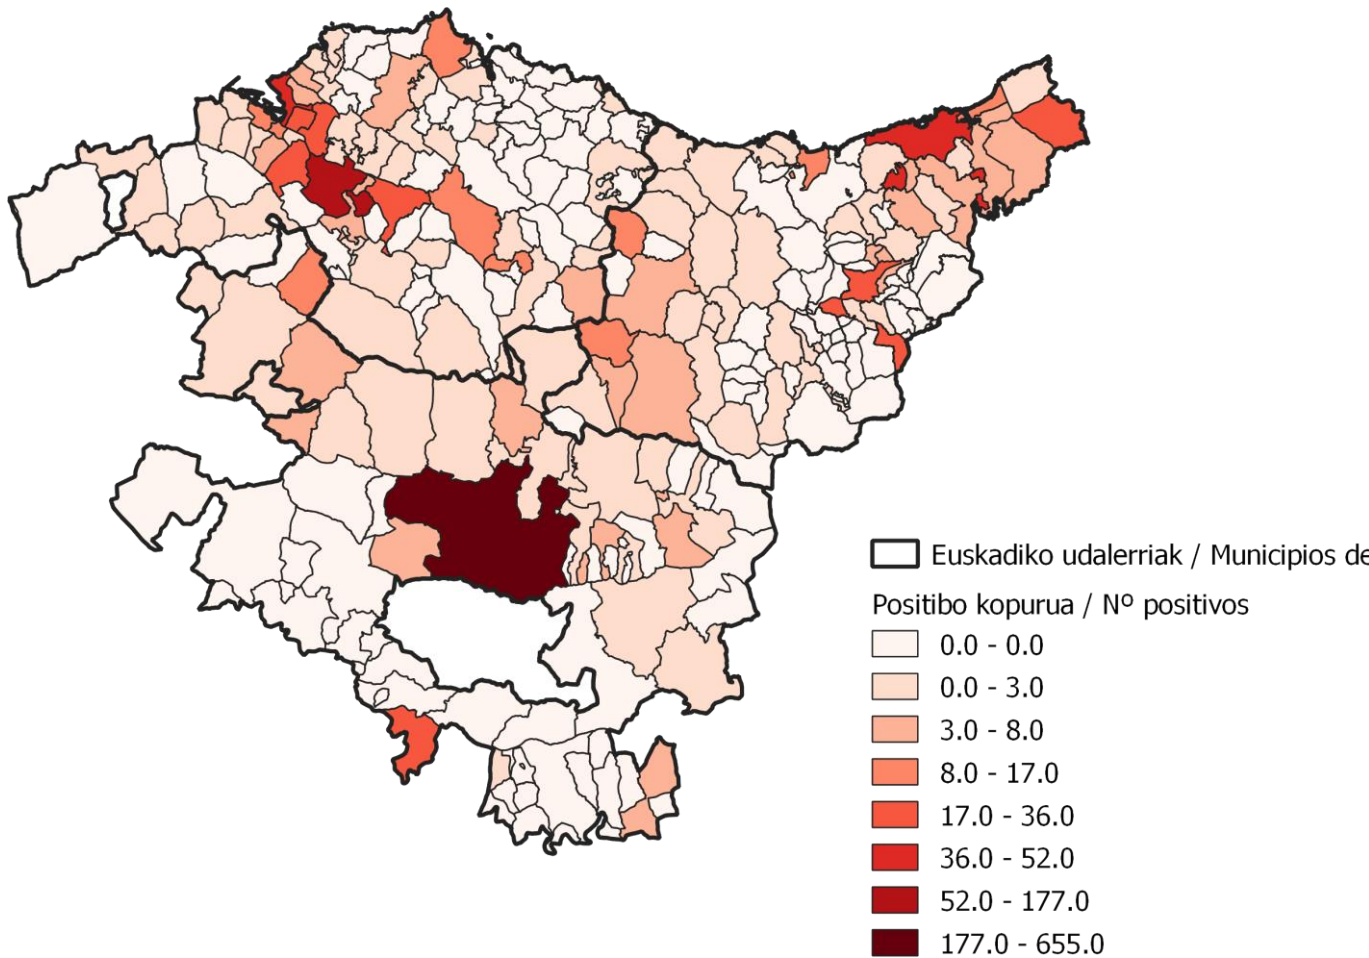 Euskadiko udalerriak / Municipios de
Positibo kopurua / Nº positivos
0.0 - 0.0
0.0 - 3.0
3.0 - 8.0
8.0 - 17.0
17.0 - 36.0
36.0 - 52.0
52.0 - 177.0
177.0 - 655.0